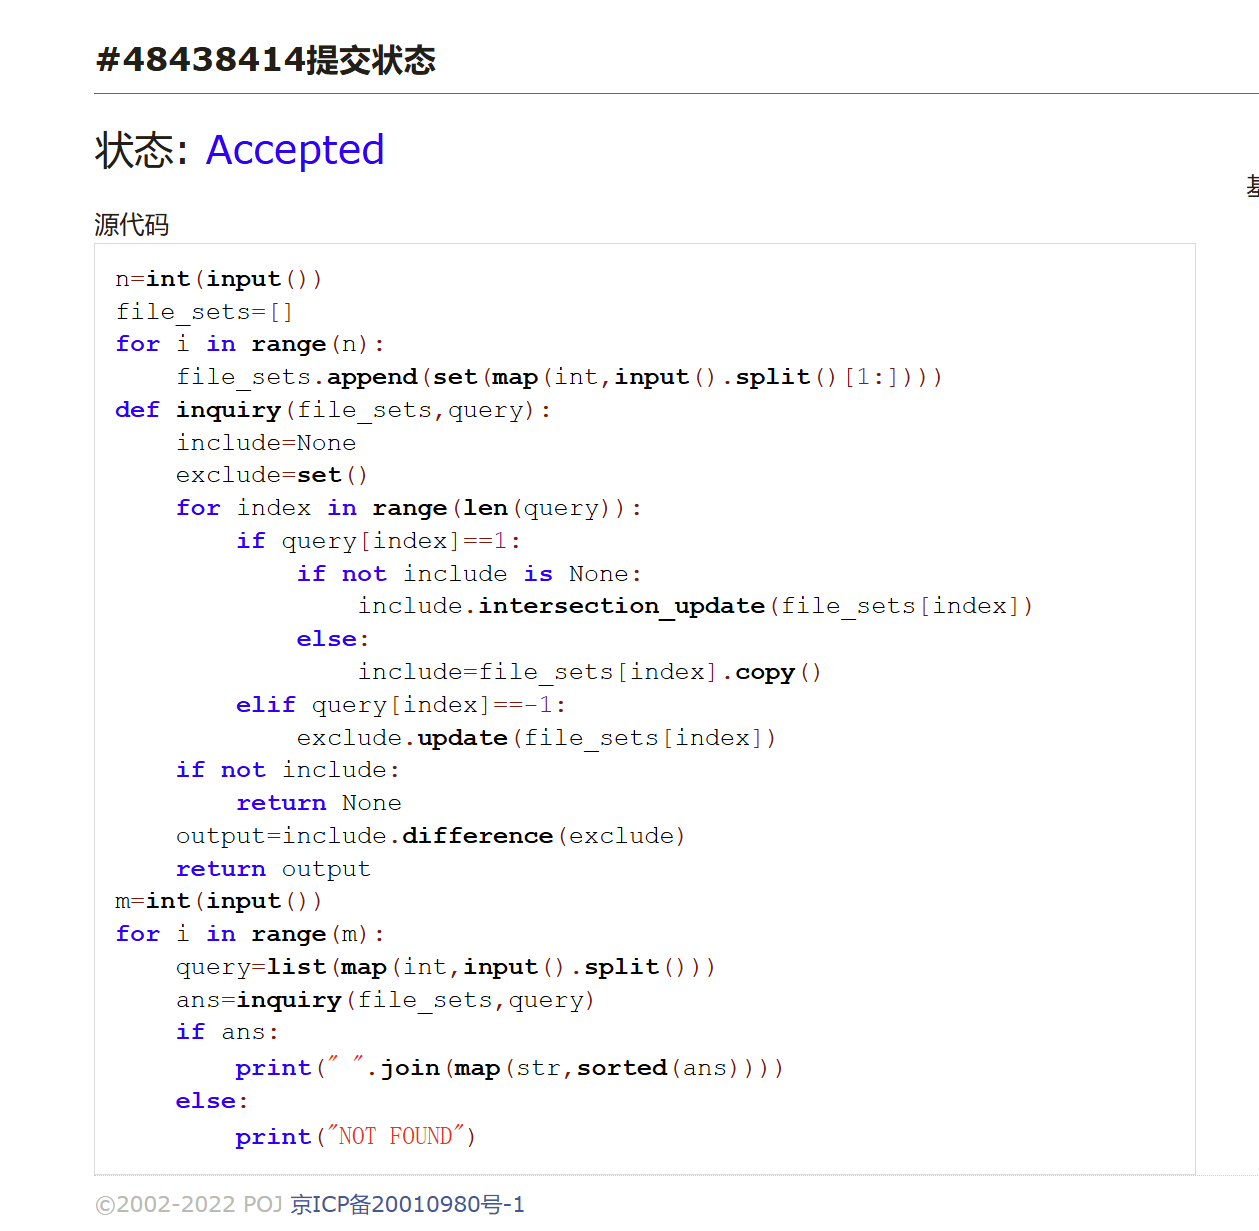 #48438414提交状态
状态: Accepted
源代码
n=int(input())
file_sets=[]
for i in range(n):
    file_sets.append(set(map(int,input().split()[1:])))
def inquiry(file_sets,query):
    include=None
    exclude=set()
    for index in range(len(query)):
        if query[index]==1:
            if not include is None:
                include.intersection_update(file_sets[index])
            else:
                include=file_sets[index].copy()
        elif query[index]==-1:
            exclude.update(file_sets[index])
    if not include:
        return None
    output=include.difference(exclude)
    return output
m=int(input())
for i in range(m):
    query=list(map(int,input().split()))
    ans=inquiry(file_sets,query)
    if ans:
        print(" ".join(map(str,sorted(ans))))
    else:
        print("NOT FOUND")
©2002-2022 POJ 京ICP备20010980号-1